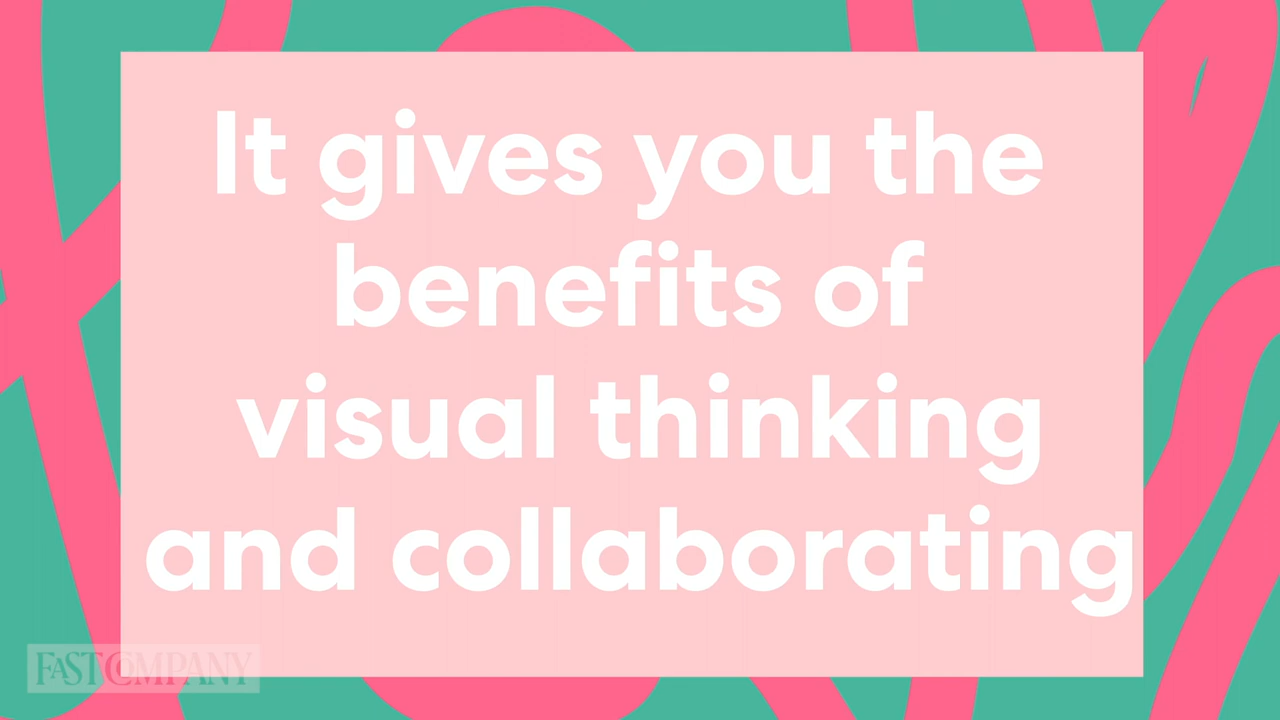 It gives you the
benefits of
visual thinking
and collaborating
FAST COMPANY